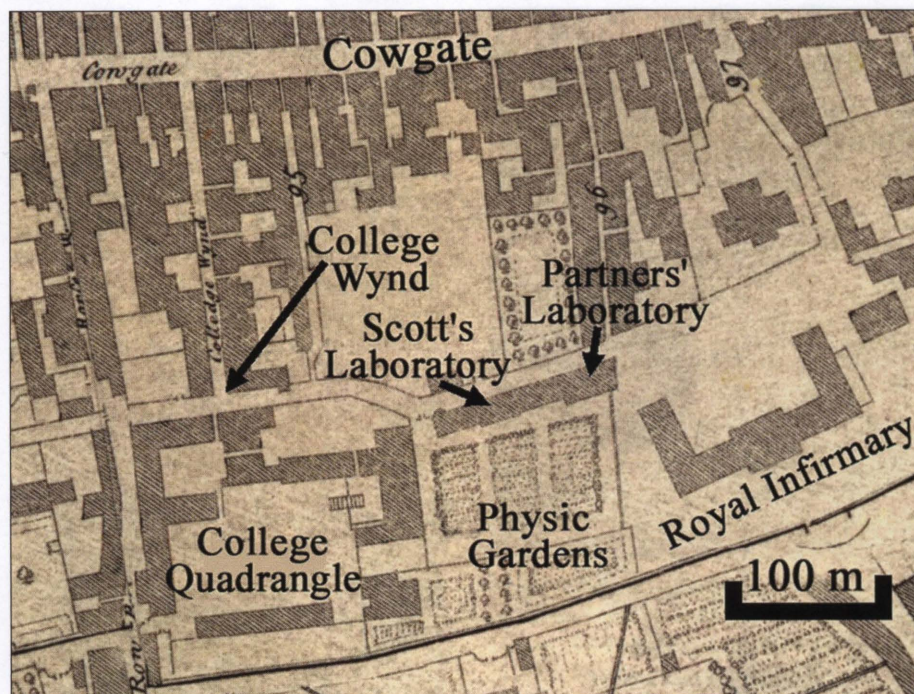 Cowgate
Cowgate
97
95
96
Colledge Wynd
College
Wynd
Partners'
Laboratory
Scott's
Laboratory
Physic
Gardens
Royal Infirmary
College
Quadrangle
100 m